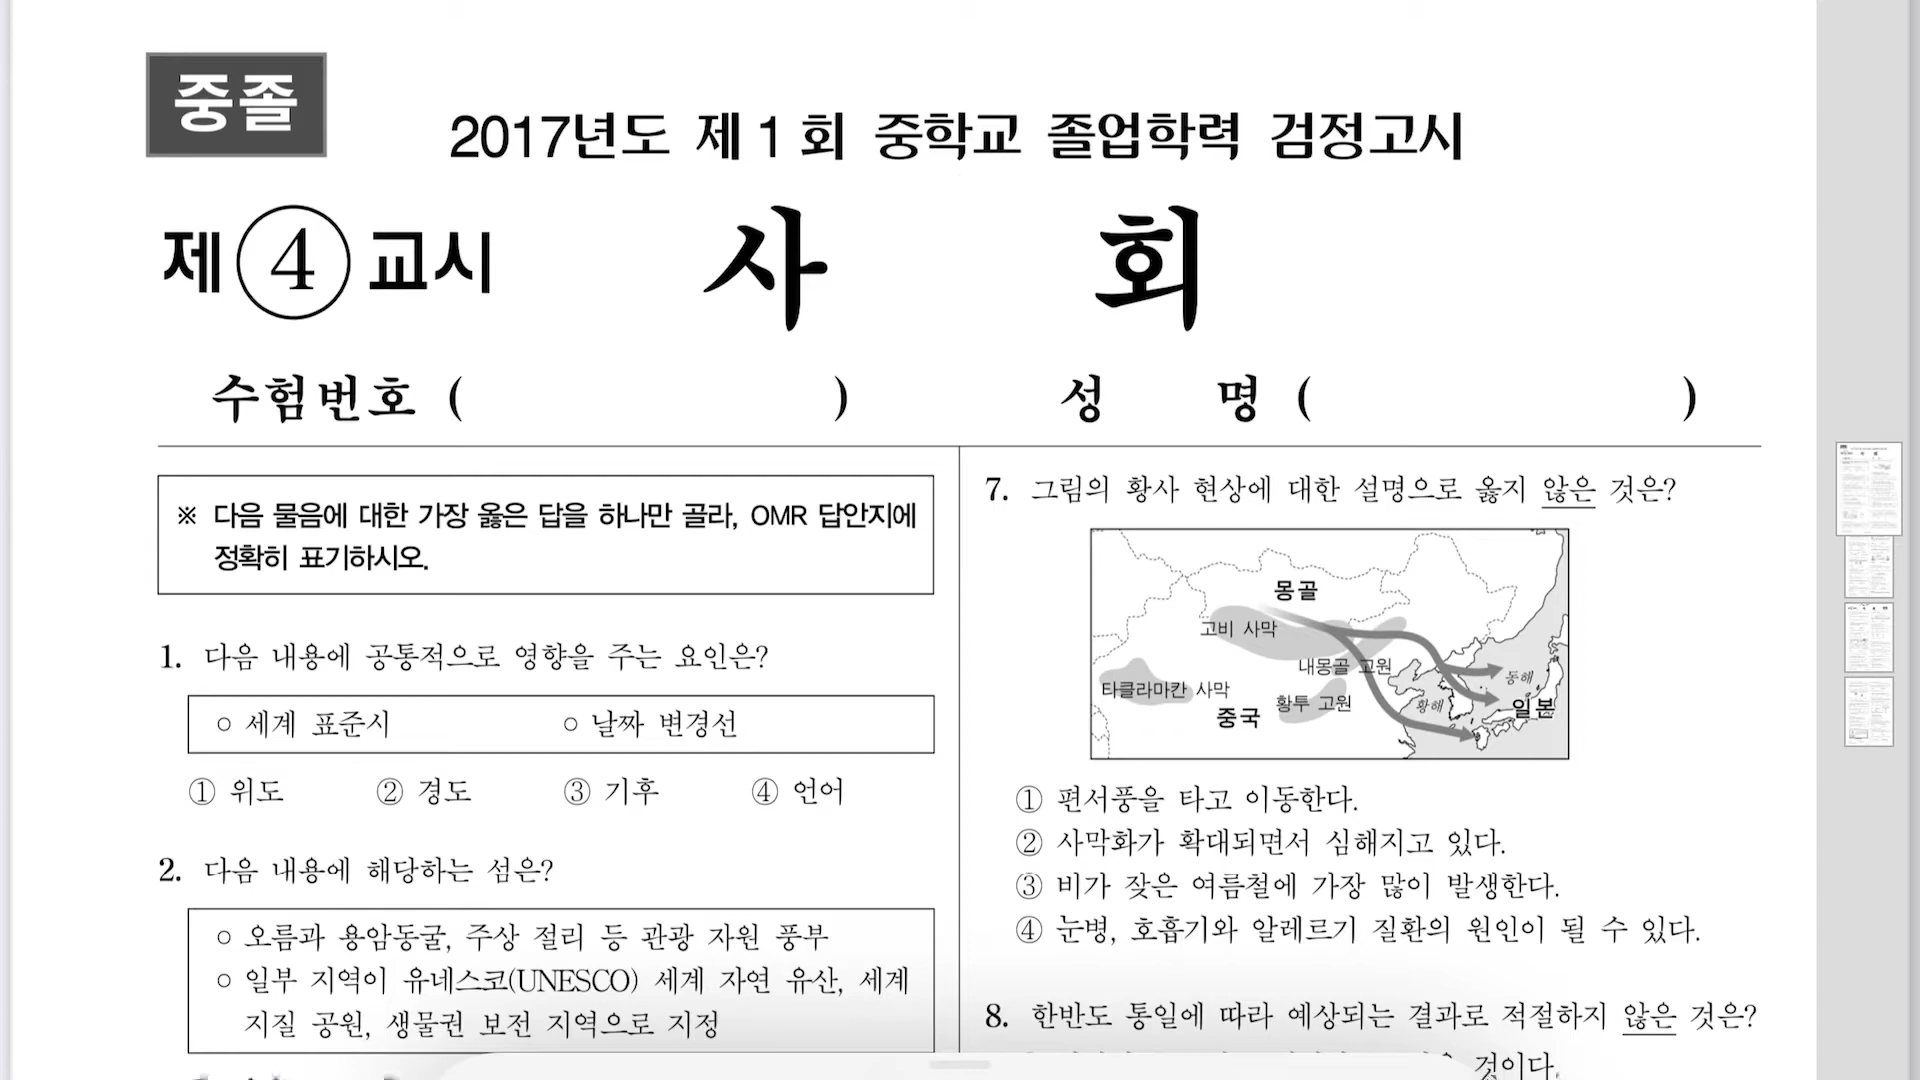 중졸
2017년도 제1회 중학교 졸업학력 검정고시
제 ④ 교시 사 회
수험번호 ( ) 성 명 ( )
※ 다음 물음에 대한 가장 옳은 답을 하나만 골라, OMR 답안지에
정확히 표기하시오.
1. 다음 내용에 공통적으로 영향을 주는 요인은?
○ 세계 표준시 ○ 날짜 변경선
① 위도 ② 경도 ③ 기후 ④ 언어
2. 다음 내용에 해당하는 섬은?
○ 오름과 용암동굴, 주상 절리 등 관광 자원 풍부
○ 일부 지역이 유네스코(UNESCO) 세계 자연 유산, 세계
지질 공원, 생물권 보전 지역으로 지정
7. 그림의 황사 현상에 대한 설명으로 옳지 않은 것은?
몽골
고비 사막
내몽골 고원
타클라마칸 사막
황투 고원
중국
동해
황해
일본
① 편서풍을 타고 이동한다.
② 사막화가 확대되면서 심해지고 있다.
③ 비가 잦은 여름철에 가장 많이 발생한다.
④ 눈병, 호흡기와 알레르기 질환의 원인이 될 수 있다.
8. 한반도 통일에 따라 예상되는 결과로 적절하지 않은 것은?
것이다.